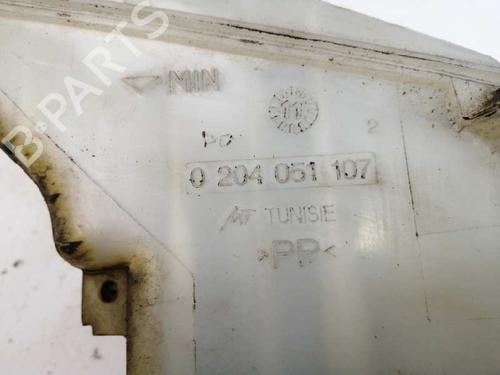 B-PARTS
MIN
2
0 204 051 107
TUNISIE
>PP<